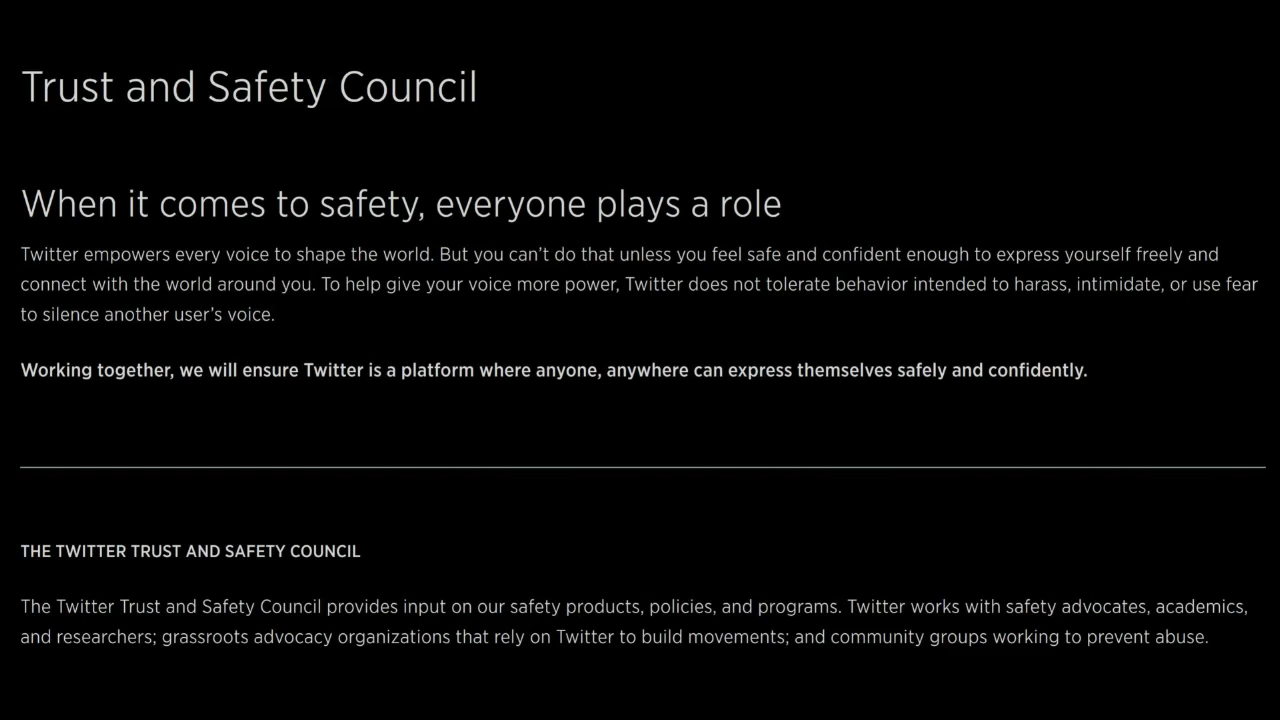 Trust and Safety Council
When it comes to safety, everyone plays a role
Twitter empowers every voice to shape the world. But you can’t do that unless you feel safe and confident enough to express yourself freely and
connect with the world around you. To help give your voice more power, Twitter does not tolerate behavior intended to harass, intimidate, or use fear
to silence another user’s voice.
Working together, we will ensure Twitter is a platform where anyone, anywhere can express themselves safely and confidently.
THE TWITTER TRUST AND SAFETY COUNCIL
The Twitter Trust and Safety Council provides input on our safety products, policies, and programs. Twitter works with safety advocates, academics,
and researchers; grassroots advocacy organizations that rely on Twitter to build movements; and community groups working to prevent abuse.